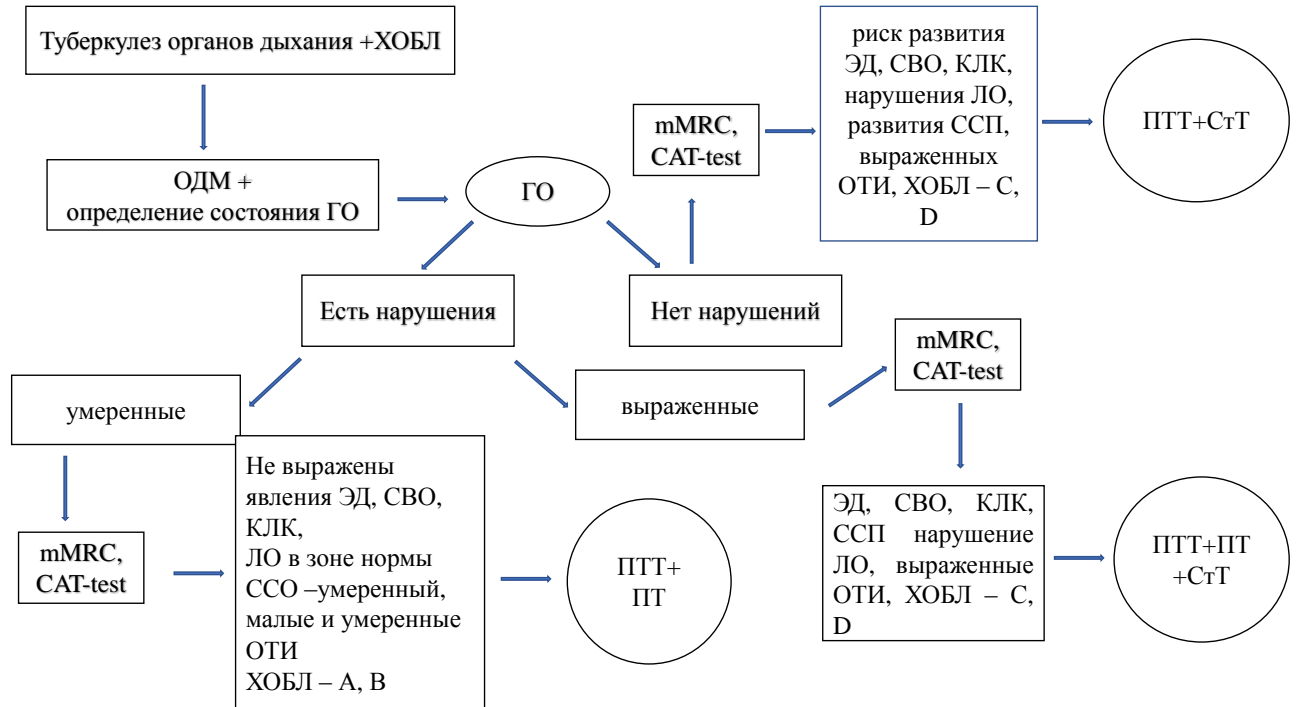 Туберкулез органов дыхания +ХОБЛ
ОДМ +
определение состояния ГО
ГО
mMRC,
CAT-test
риск развития
ЭД, СВО, КЛК,
нарушения ЛО,
развития ССП,
выраженных
ОТИ, ХОБЛ – C,
D
ПТТ+СтТ
Есть нарушения
Нет нарушений
умеренные
выраженные
mMRC,
CAT-test
mMRC,
CAT-test
Не выражены
явления ЭД, СВО,
КЛК,
ЛО в зоне нормы
ССО –умеренный,
малые и умеренные
ОТИ
ХОБЛ – A, B
ПТТ+
ПТ
ЭД, СВО, КЛК,
ССП нарушение
ЛО, выраженные
ОТИ, ХОБЛ – C,
D
ПТТ+ПТ
+СтТ